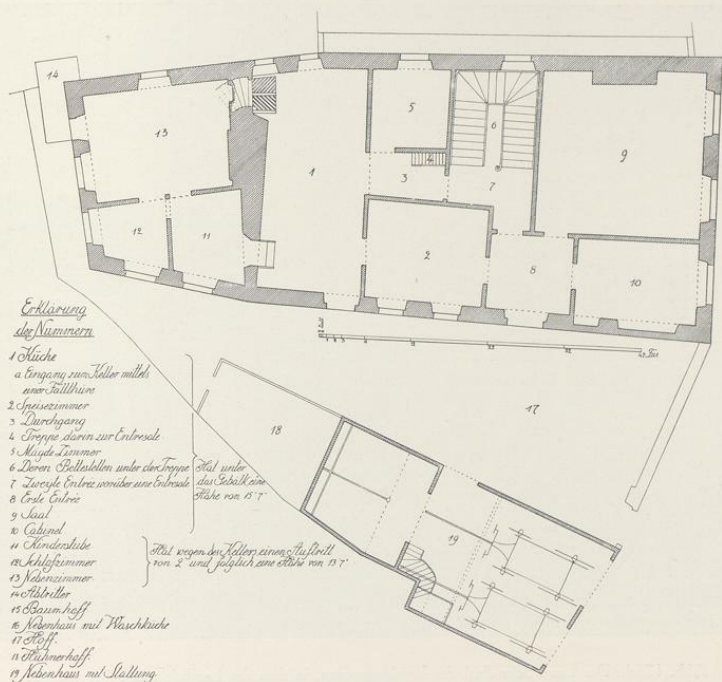 14
13
12
11
1
5
4
3
6
7
2
8
9
10
17
18
19
Erklärung
der Nummern
1 Küche
a Eingang zum Keller mittels
einer Fallthüre
2 Speisezimmer
3 Durchgang
4 Treppe darin zur Entresole
5 Mägde Zimmer
6 Deren Bettstellen unter der Treppe
7 Zweyte Entrée worüber eine Entresole
8 Erste Entrée
9 Saal
10 Cabinet
Hat unter
das Gebälk eine
Höhe von 15' 7"
11 Kinderstube
12 Schlafzimmer
13 Nebenzimmer
Hat wegen des Kellers einen Auftritt
von 2' und folglich eine Höhe von 13' 7"
14 Abtritter
15 Baumhoff
16 Nebenhaus mit Waschküche
17 Hoff.
18 Hühnerhoff.
19 Nebenhaus mit Stallung